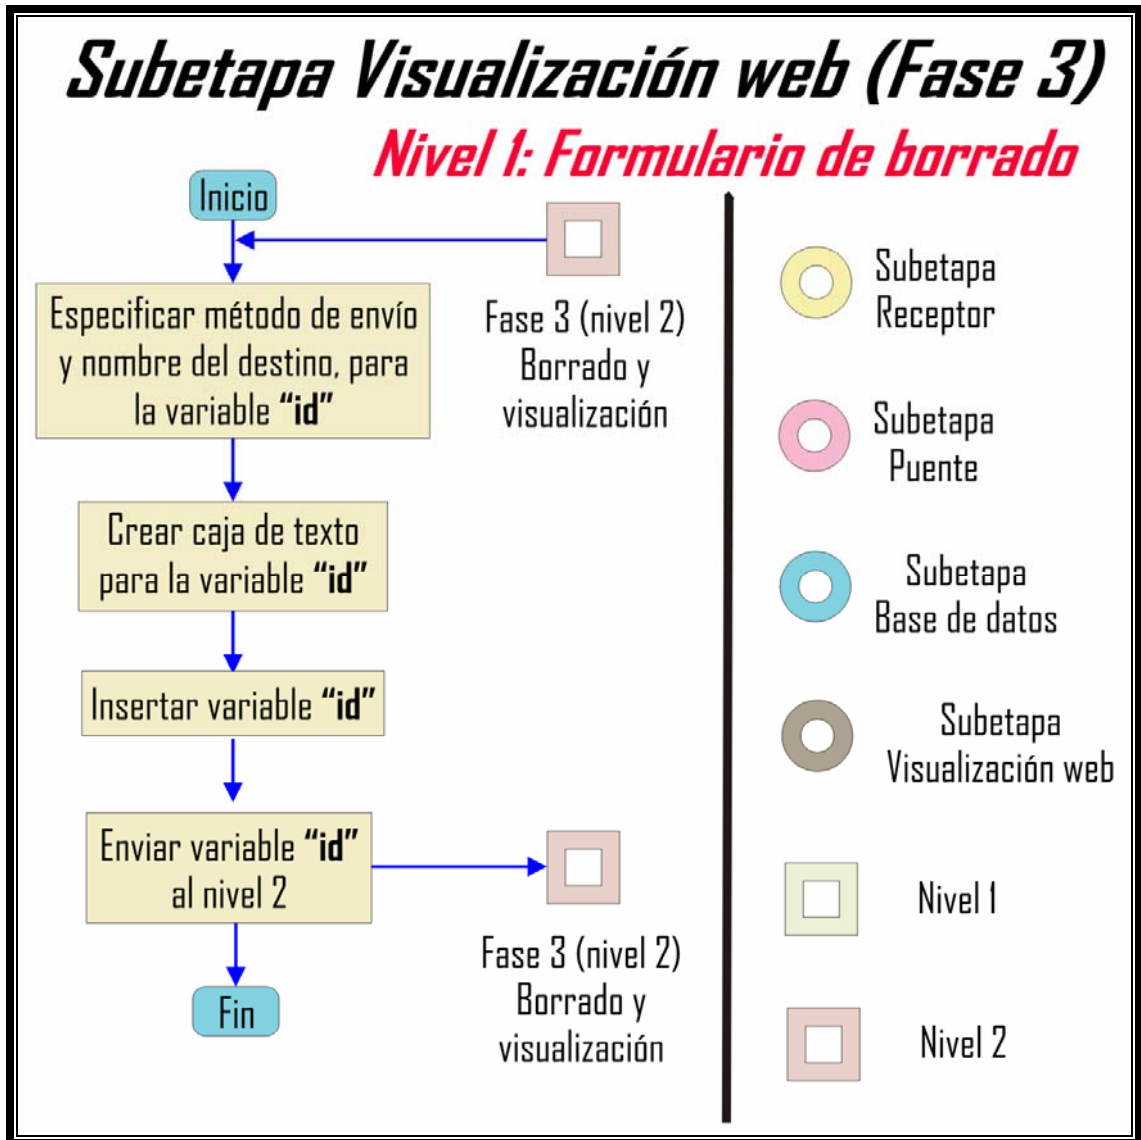 Subetapa Visualización web (Fase 3)
Nivel 1: Formulario de borrado
Inicio
Especificar método de envío
y nombre del destino, para
la variable “id”
Crear caja de texto
para la variable “id”
Insertar variable “id”
Enviar variable “id”
al nivel 2
Fin
Fase 3 (nivel 2)
Borrado y
visualización
Fase 3 (nivel 2)
Borrado y
visualización
Subetapa
Receptor
Subetapa
Puente
Subetapa
Base de datos
Subetapa
Visualización web
Nivel 1
Nivel 2